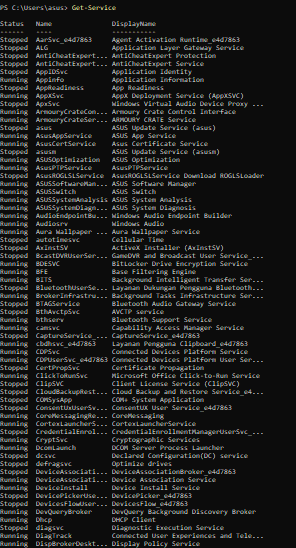 PS C:\Users\asus> Get-Service

Status   Name               DisplayName
------   ----               -----------
Stopped  AarSvc_e4d7863     Agent Activation Runtime_e4d7863
Stopped  ALG                Application Layer Gateway Service
Stopped  AntiCheatExpert... AntiCheatExpert Protection
Stopped  AntiCheatExpert... AntiCheatExpert Service
Stopped  AppIDSvc           Application Identity
Running  Appinfo            Application Information
Stopped  AppReadiness       App Readiness
Running  AppXSvc            AppX Deployment Service (AppXSVC)
Stopped  ApxSvc             Windows Virtual Audio Device Proxy ...
Running  ArmouryCrateCon... Armoury Crate Control Interface
Running  ArmouryCrateSer... ARMOURY CRATE Service
Stopped  asus               ASUS Update Service (asus)
Running  AsusAppService     ASUS App Service
Running  AsusCertService    Asus Certificate Service
Stopped  asusm              ASUS Update Service (asusm)
Running  ASUSOptimization   ASUS Optimization
Running  AsusPTPService     AsusPTPService
Stopped  AsusROGLSLService  AsusROGLSLService Download ROGLSLoader
Running  ASUSSoftwareMan... ASUS Software Manager
Running  ASUSSwitch         ASUS Switch
Running  ASUSSystemAnalysis ASUS System Analysis
Running  ASUSSystemDiagn... ASUS System Diagnosis
Running  AudioEndpointBu... Windows Audio Endpoint Builder
Running  Audiosrv           Windows Audio
Running  Aura Wallpaper ... Aura Wallpaper Service
Stopped  autotimesvc        Cellular Time
Stopped  AxInstSV           ActiveX Installer (AxInstSV)
Stopped  BcastDVRUserSer... GameDVR and Broadcast User Service_...
Running  BDESVC             BitLocker Drive Encryption Service
Running  BFE                Base Filtering Engine
Running  BITS               Background Intelligent Transfer Ser...
Stopped  BluetoothUserSe... Layanan Dukungan Pengguna Bluetooth...
Running  BrokerInfrastru... Background Tasks Infrastructure Ser...
Running  BTAGService        Bluetooth Audio Gateway Service
Running  BthAvctpSvc        AVCTP service
Running  bthserv            Bluetooth Support Service
Running  camsvc             Capability Access Manager Service
Stopped  CaptureService_... CaptureService_e4d7863
Running  cbdhsvc_e4d7863    Layanan Pengguna Clipboard_e4d7863
Running  CDPSvc             Connected Devices Platform Service
Running  CDPUserSvc_e4d7863 Connected Devices Platform User Ser...
Stopped  CertPropSvc        Certificate Propagation
Running  ClickToRunSvc      Microsoft Office Click-to-Run Service
Stopped  ClipSVC            Client License Service (ClipSVC)
Stopped  CloudBackupRest... Cloud Backup and Restore Service_e4...
Stopped  COMSysApp          COM+ System Application
Stopped  ConsentUxUserSv... ConsentUX User Service_e4d7863
Running  CoreMessagingRe... CoreMessaging
Running  CortexLauncherS... CortexLauncherService
Stopped  CredentialEnrol... CredentialEnrollmentManagerUserSvc_...
Running  CryptSvc           Cryptographic Services
Running  DcomLaunch         DCOM Server Process Launcher
Stopped  dcsvc              Declared Configuration(DC) service
Stopped  defragsvc          Optimize drives
Stopped  DeviceAssociati... DeviceAssociationBroker_e4d7863
Running  DeviceAssociati... Device Association Service
Running  DeviceInstall      Device Install Service
Stopped  DevicePickerUse... DevicePicker_e4d7863
Stopped  DevicesFlowUser... DevicesFlow_e4d7863
Running  DevQueryBroker     DevQuery Background Discovery Broker
Running  Dhcp               DHCP Client
Stopped  diagsvc            Diagnostic Execution Service
Running  DiagTrack          Connected User Experiences and Tele...
Running  DispBrokerDeskt... Display Policy Service